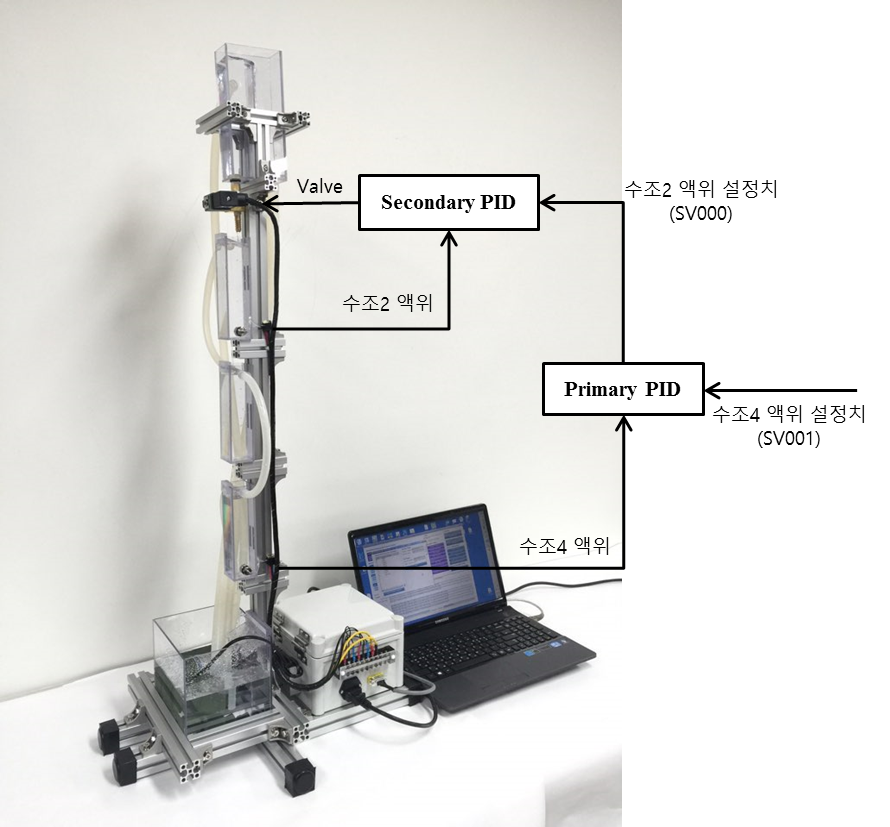 Valve
Secondary PID
수조2 액위 설정치
(SV000)
수조2 액위
Primary PID
수조4 액위 설정치
(SV001)
수조4 액위